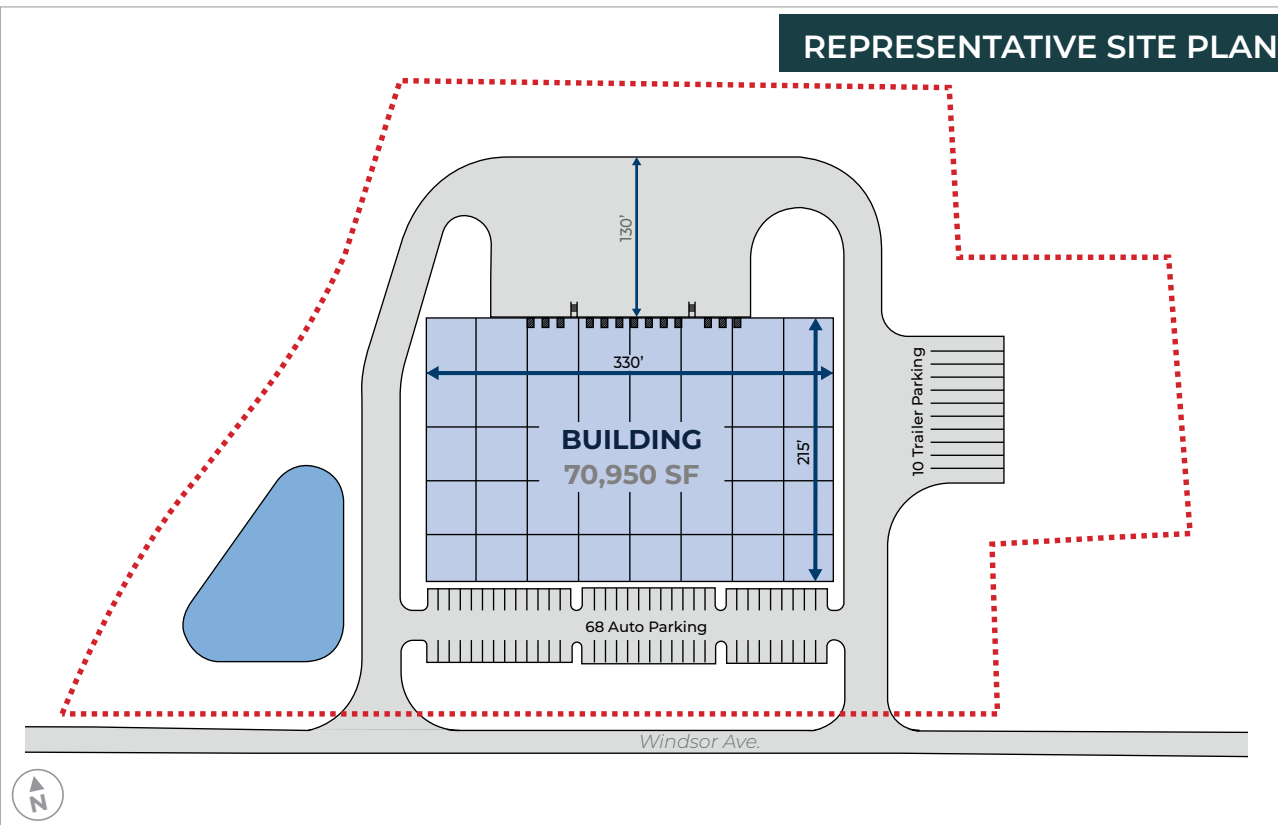 REPRESENTATIVE SITE PLAN
130’
330’
BUILDING
70,950 SF
215’
10 Trailer Parking
68 Auto Parking
Windsor Ave.
N